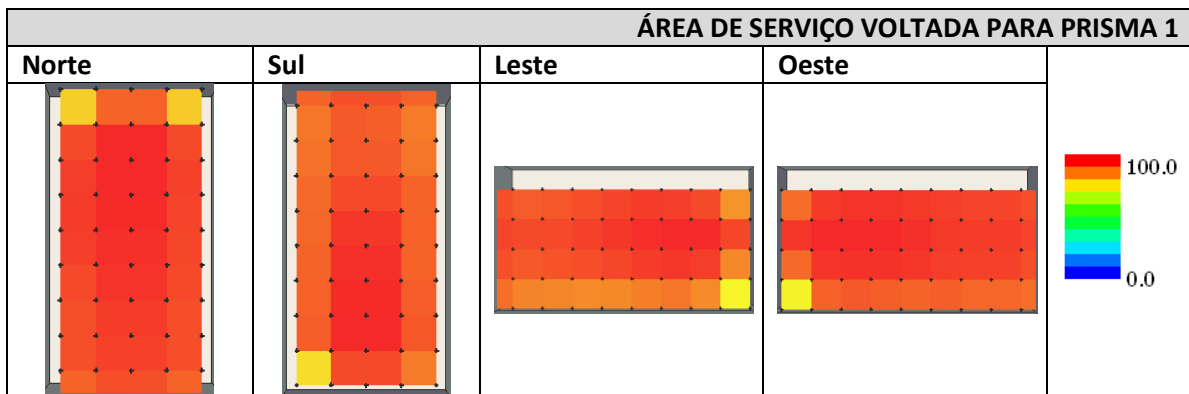 ÁREA DE SERVIÇO VOLTADA PARA PRISMA 1
Norte
Sul
Leste
Oeste
100.0
0.0